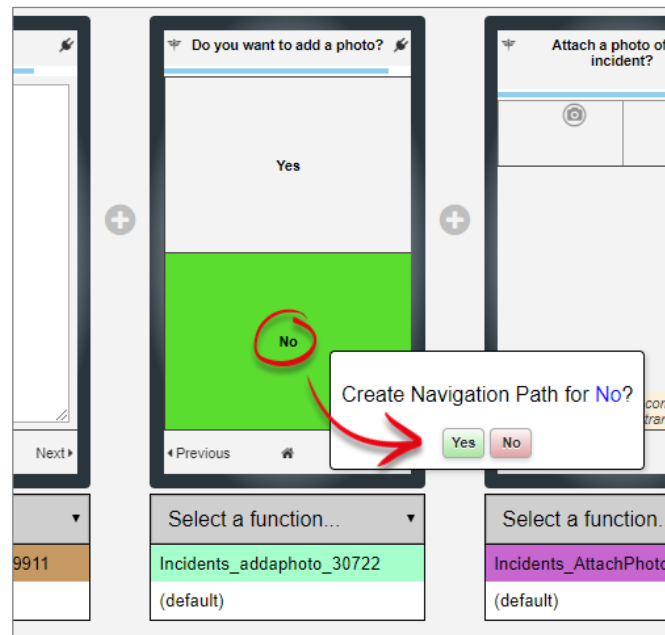 Do you want to add a photo?
Yes
No
Previous
Next
Attach a photo of
incident?
Create Navigation Path for No?
Yes
No
Select a function...
Select a function.
9911
Incidents_addaphoto_30722
Incidents_AttachPhoto
(default)
(default)